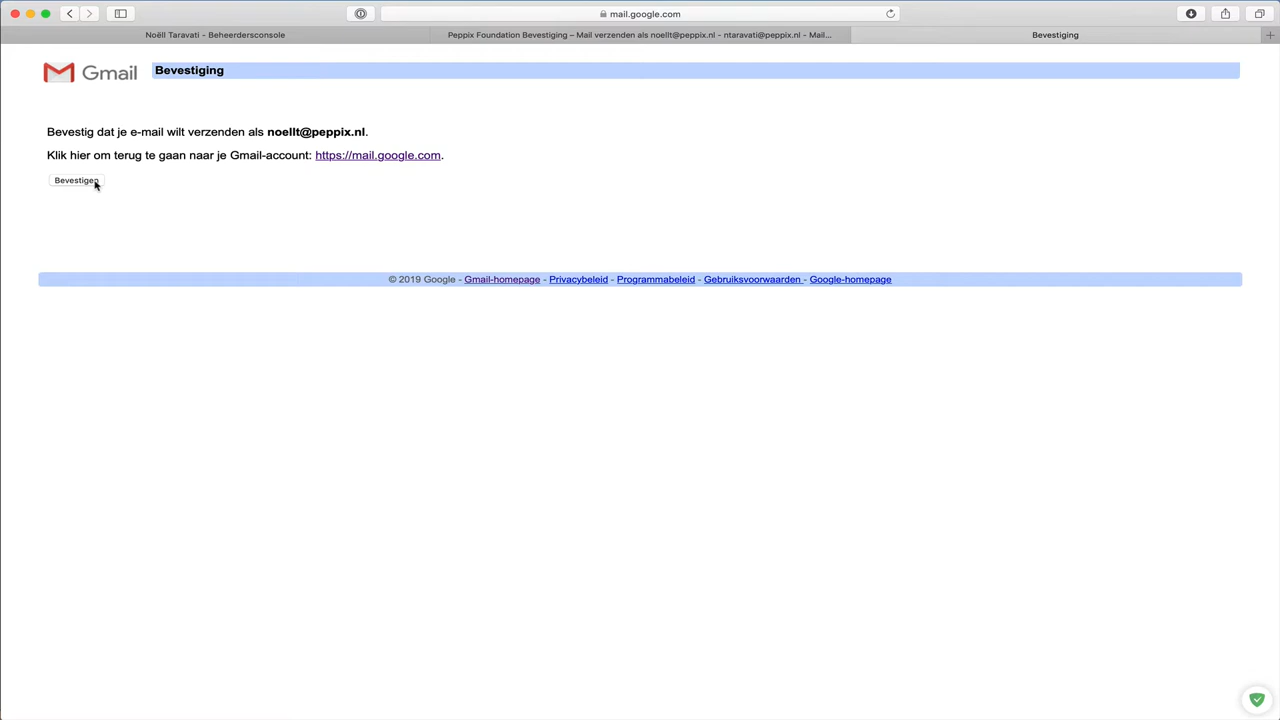 mail.google.com
Noëll Taravati - Beheerdersconsole
Peppix Foundation Bevestiging – Mail verzenden als noellt@peppix.nl - ntaravati@peppix.nl - Mail...
Bevestiging
Gmail
Bevestiging
Bevestig dat je e-mail wilt verzenden als noellt@peppix.nl.
Klik hier om terug te gaan naar je Gmail-account: https://mail.google.com.
Bevestigen
© 2019 Google - Gmail-homepage - Privacybeleid - Programmabeleid - Gebruiksvoorwaarden - Google-homepage